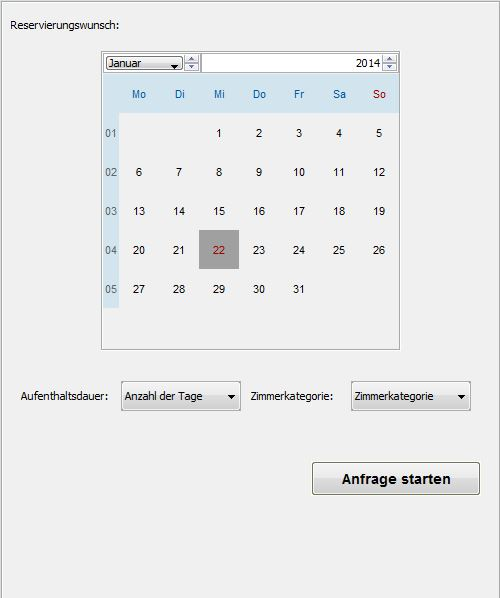 Reservierungswunsch:
Januar 2014
Mo Di Mi Do Fr Sa So
01 1 2 3 4 5
02 6 7 8 9 10 11 12
03 13 14 15 16 17 18 19
04 20 21 22 23 24 25 26
05 27 28 29 30 31
Aufenthaltsdauer: Anzahl der Tage Zimmerkategorie: Zimmerkategorie
Anfrage starten